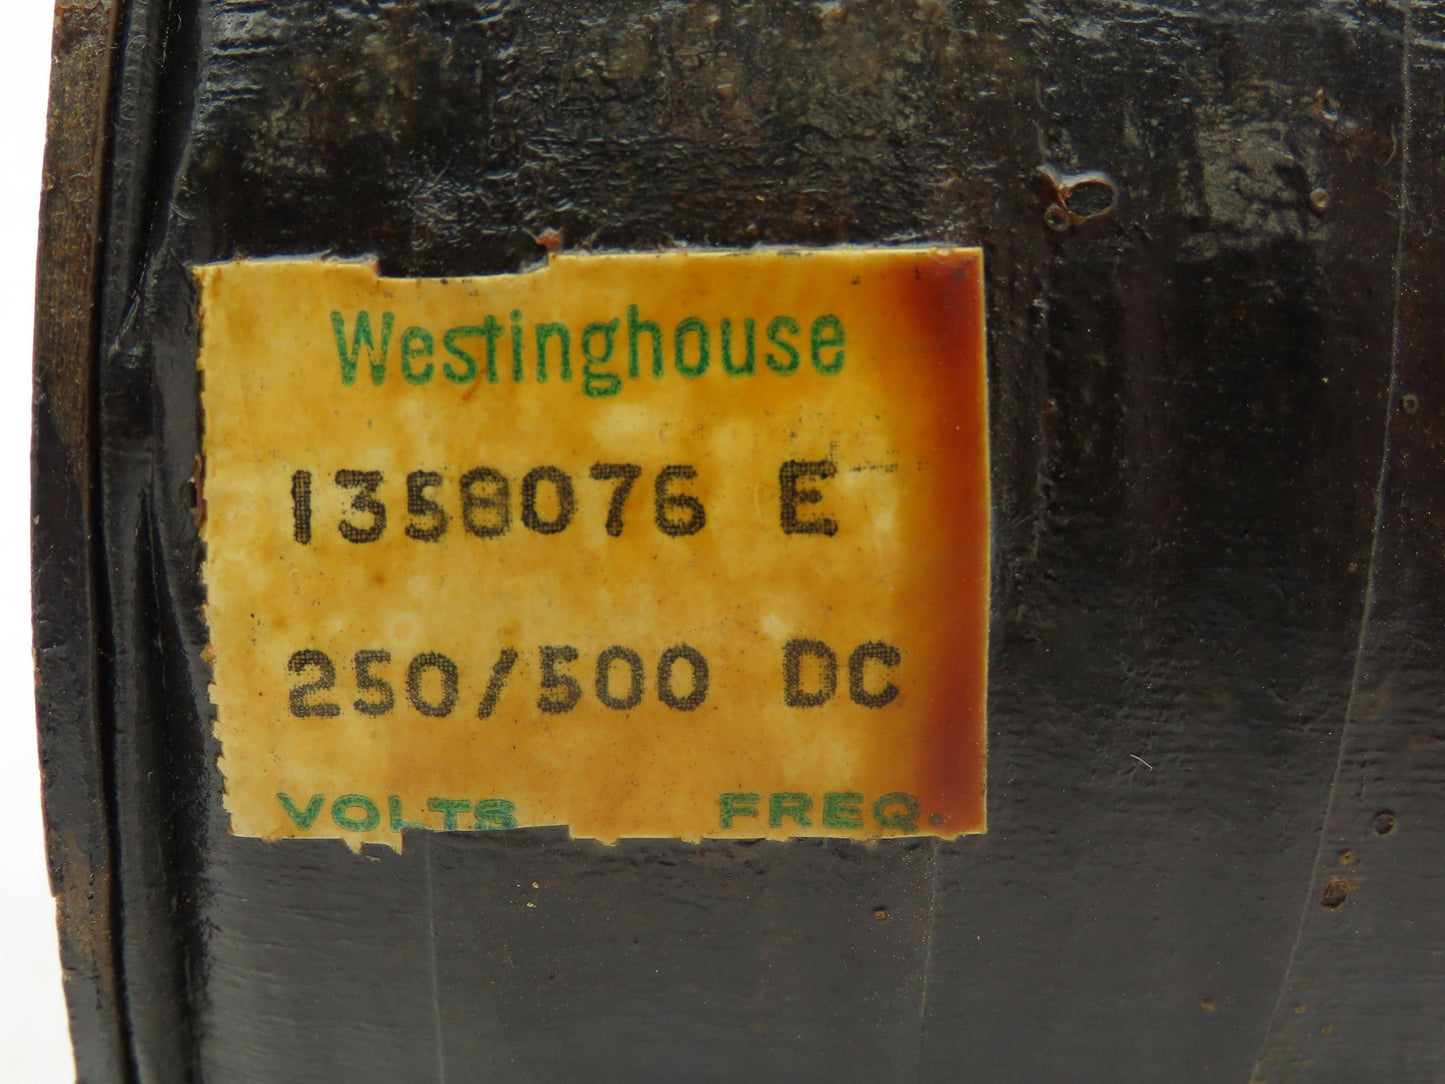 Westinghouse
1358076 E
250/500 DC
VOLTS FREQ.